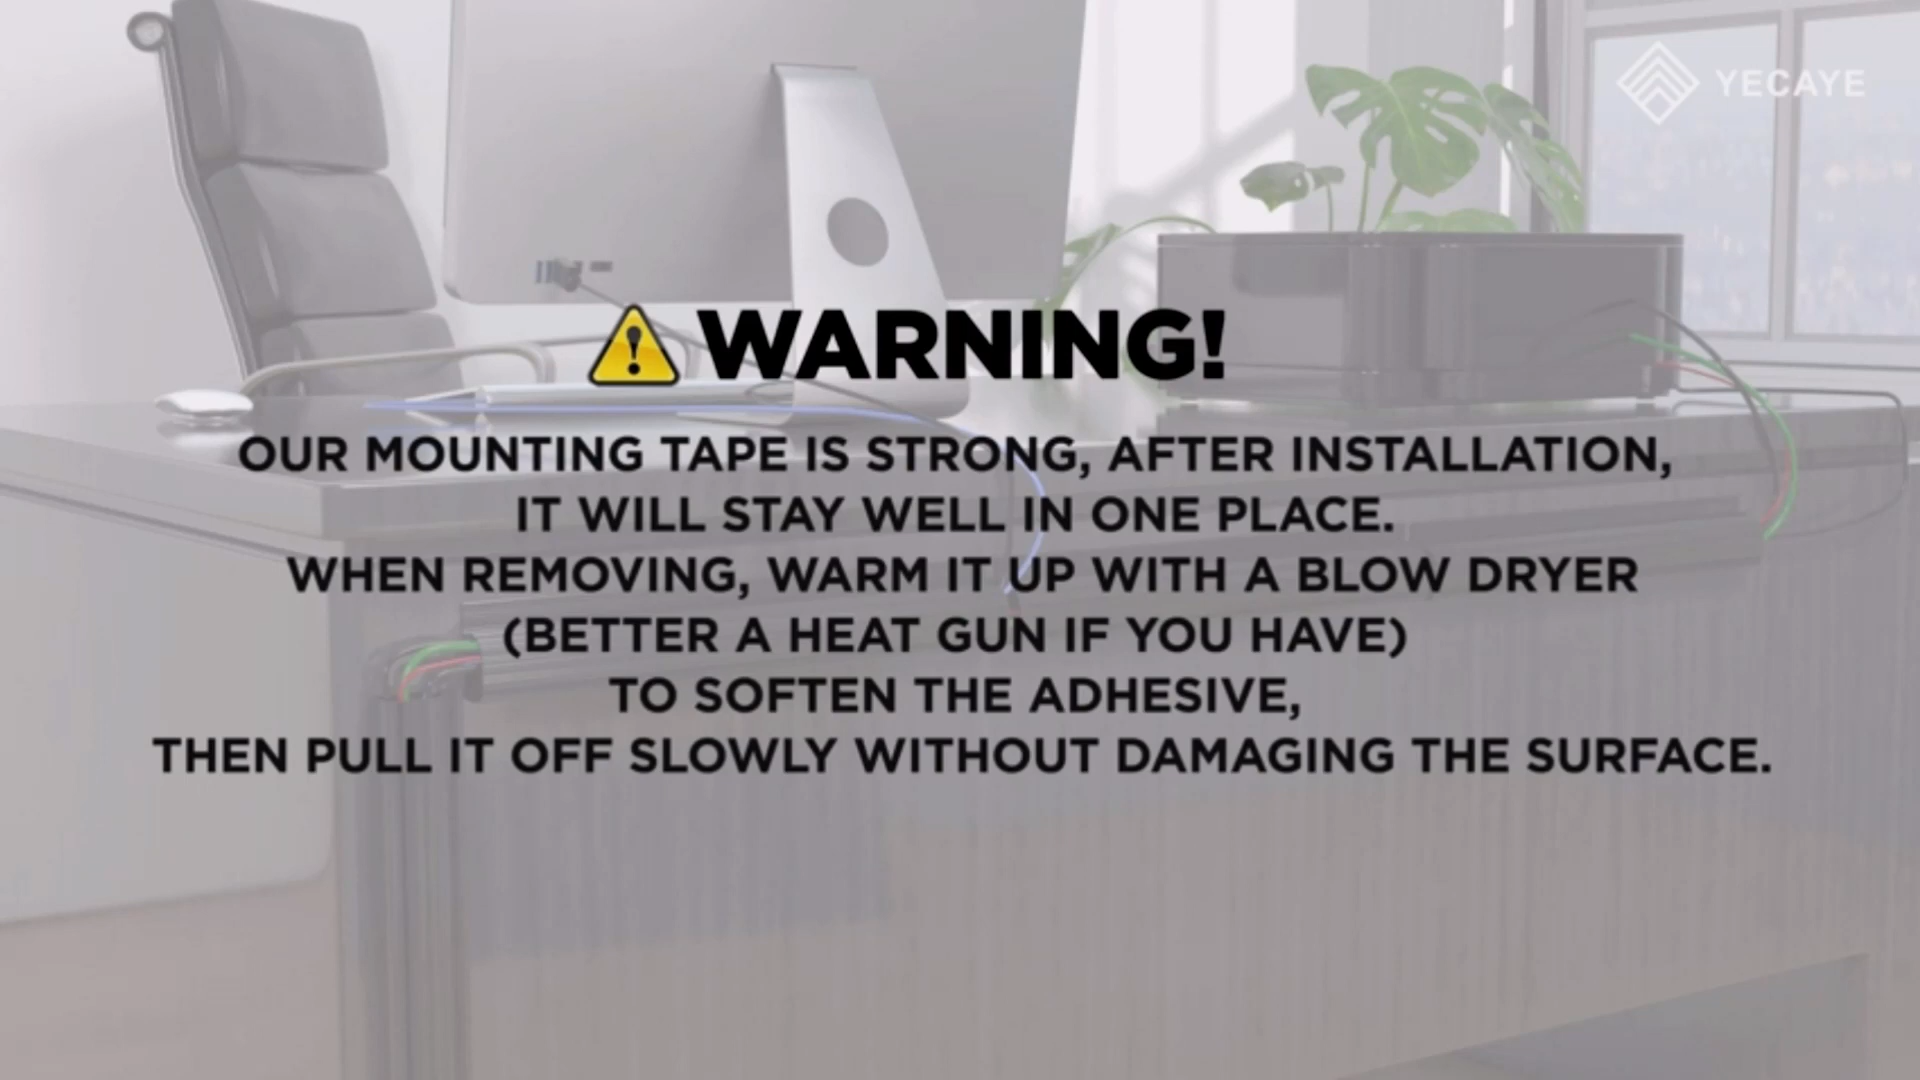 YECAYE
WARNING!
OUR MOUNTING TAPE IS STRONG, AFTER INSTALLATION,
IT WILL STAY WELL IN ONE PLACE.
WHEN REMOVING, WARM IT UP WITH A BLOW DRYER
(BETTER A HEAT GUN IF YOU HAVE)
TO SOFTEN THE ADHESIVE,
THEN PULL IT OFF SLOWLY WITHOUT DAMAGING THE SURFACE.